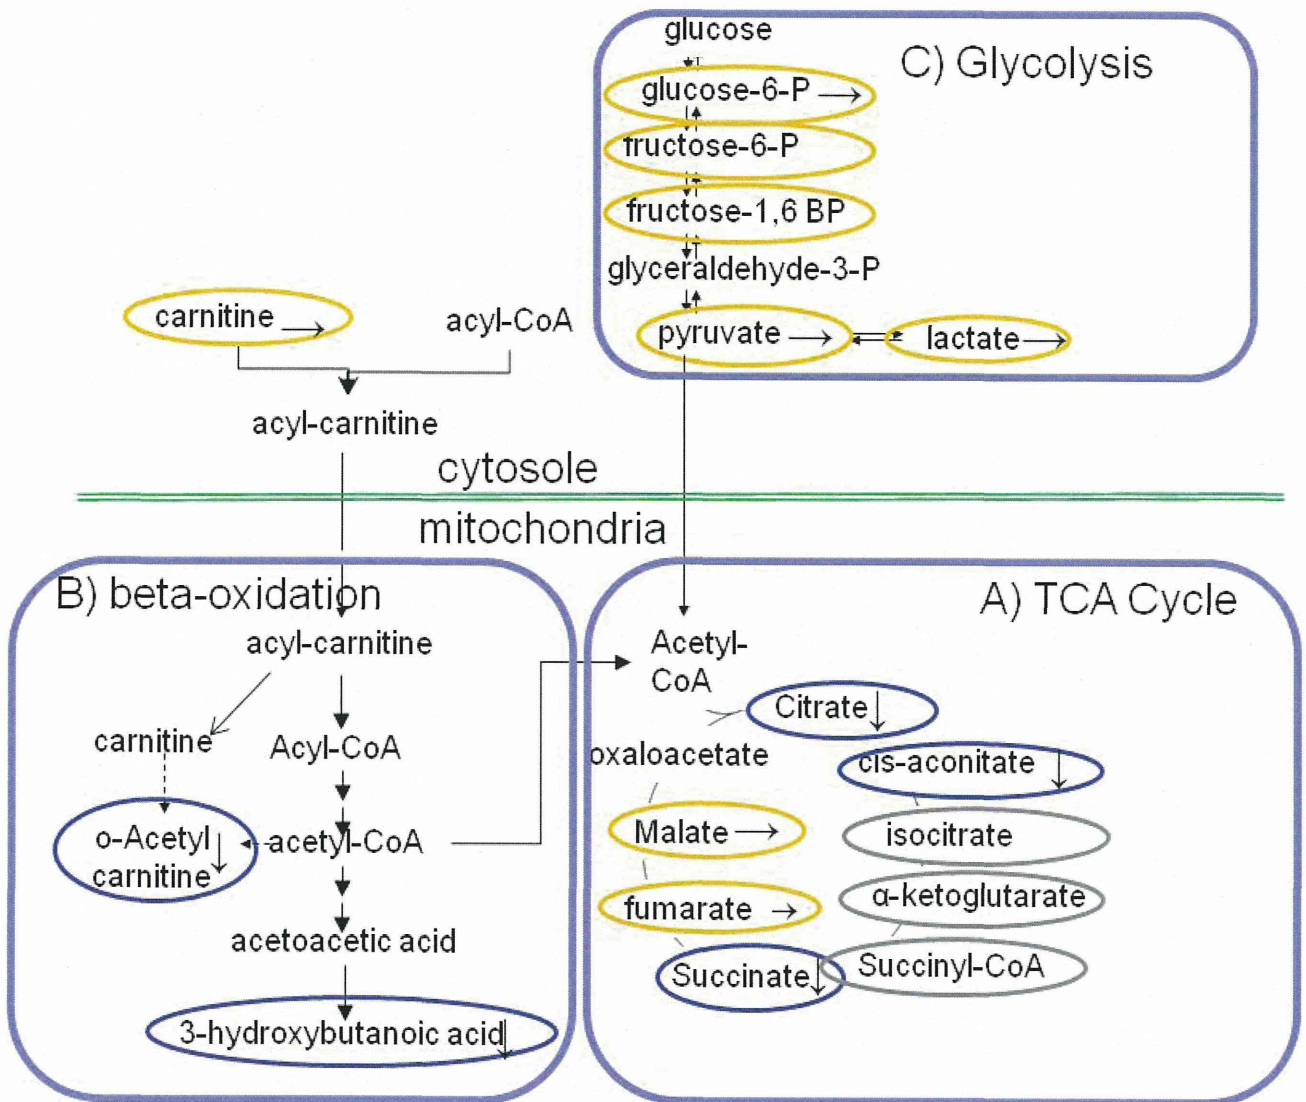 glucose
C) Glycolysis
glucose-6-P →
fructose-6-P
fructose-1,6 BP
glyceraldehyde-3-P
pyruvate →
lactate →
carnitine →
acyl-CoA
acyl-carnitine
cytosole
mitochondria
B) beta-oxidation
acyl-carnitine
carnitine
Acyl-CoA
o-Acetyl ↓
carnitine
acetyl-CoA
acetoacetic acid
3-hydroxybutanoic acid ↓
A) TCA Cycle
Acetyl-
CoA
Citrate ↓
oxaloacetate
cis-aconitate ↓
Malate →
isocitrate
fumarate →
α-ketoglutarate
Succinate ↓
Succinyl-CoA